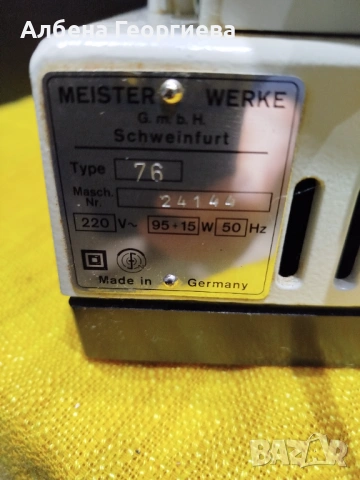 Албена Георгиева
MEISTER WERKE
G. m. b. H.
Schweinfurt
Type 76
Masch. Nr. 24144
220 V~ 95+15 W 50 Hz
Made in Germany
BAZAR